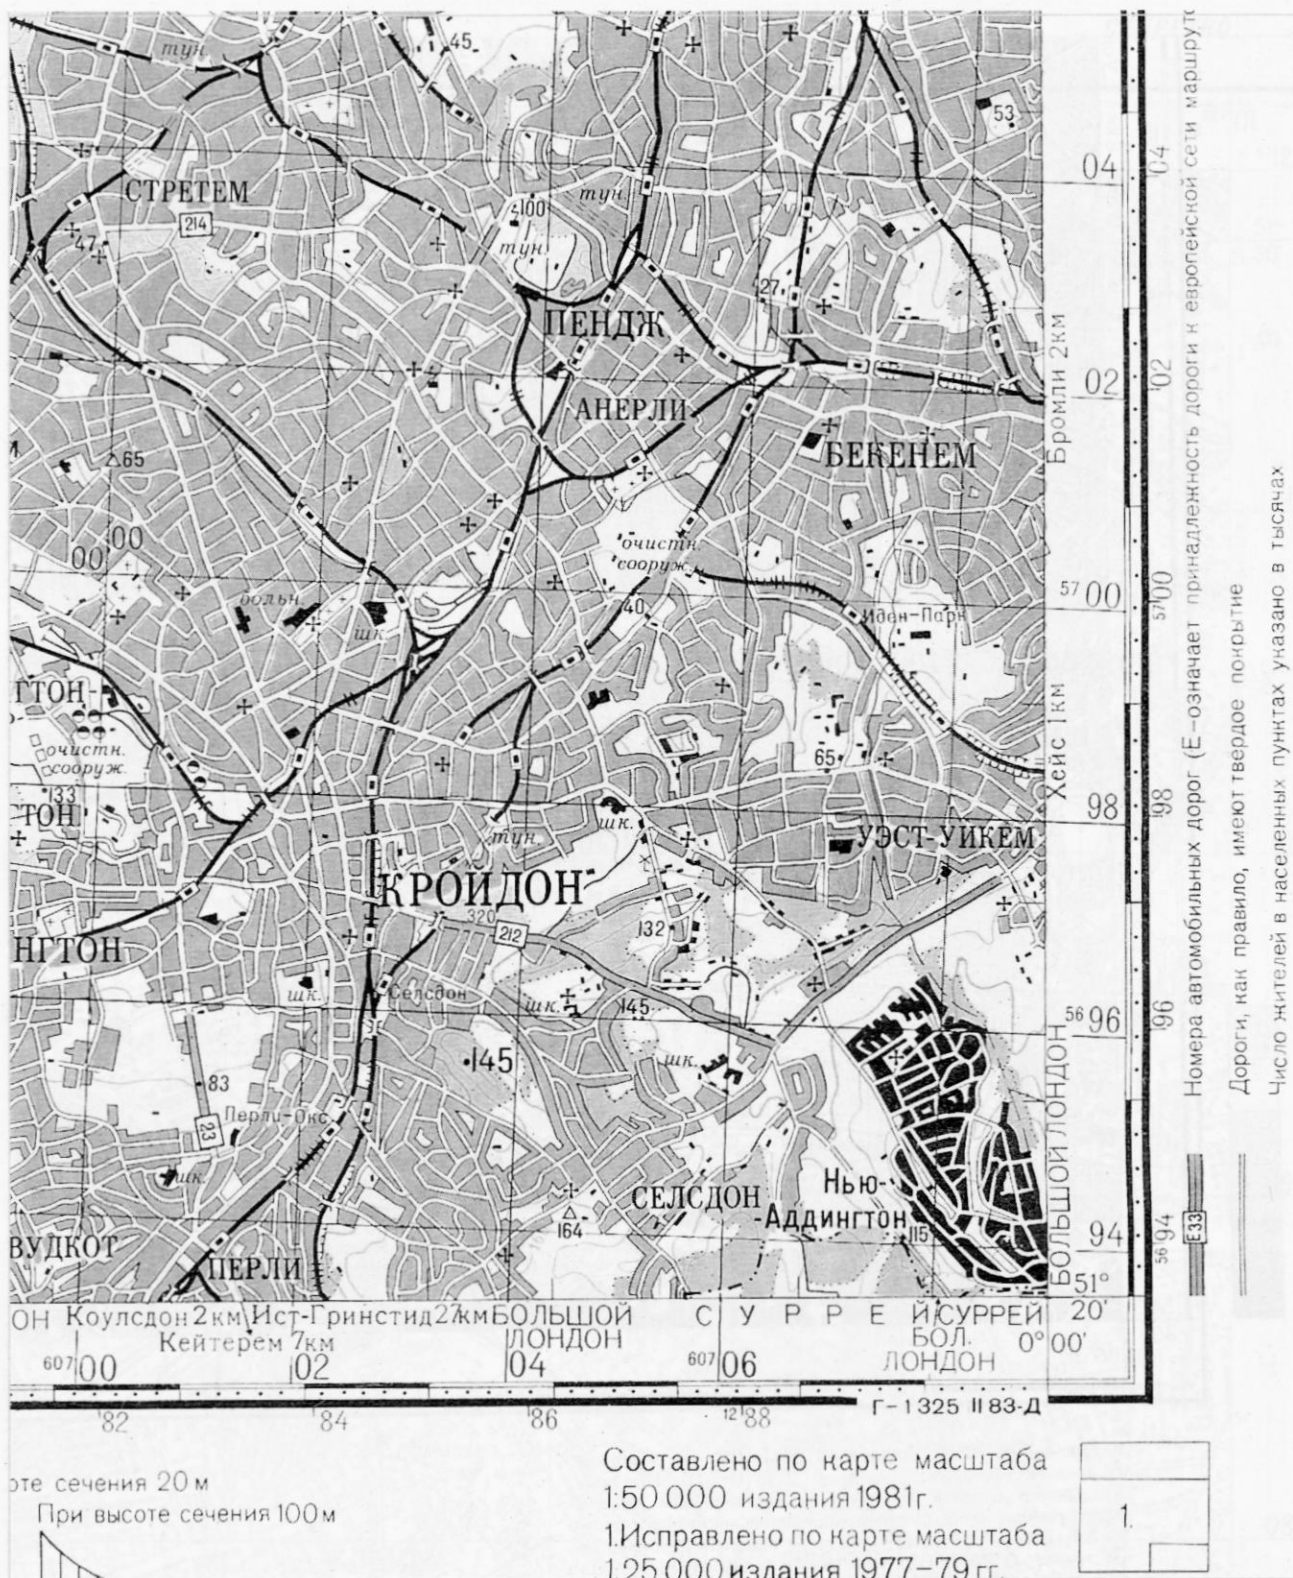 тун.
45
53
04
04
СТРЕТЕМ
214
тун.
100
47
тун.
27
ПЕНДЖ
Бромли 2км
02
02
АНЕРЛИ
БЕКЕНЕМ
65
00
00
очистн.
сооруж.
57 00
57 00
больн.
40
Иден-Парк
шк.
ГТОН-
Хейс 1км
очистн.
сооруж.
65
133
98
98
ТОН
шк.
тун.
УЭСТ-УИКЕМ
КРОЙДОН
320
212
132
НГТОН
шк.
Селсдон
шк.
145
56 96
96
145
шк.
83
Перли-Окс
23
БОЛЬШОЙ ЛОНДОН
шк.
СЕЛСДОН
Нью-
-Аддингтон
164
115
94
56 94
ВУДКОТ
ПЕРЛИ
51°
20'
0°00'
ОН Коулсдон 2км Ист-Гринстид 27км БОЛЬШОЙ С У Р Р Е Й СУРРЕЙ
Кейтерем 7км ЛОНДОН БОЛ.
ЛОНДОН
607 00 02 04 607 06
'82 '84 '86 12'88 Г-1325 II 83-Д
Номера автомобильных дорог (Е-означает принадлежность дороги к европейской сети маршруто
Е33
Дороги, как правило, имеют твердое покрытие
Число жителей в населенных пунктах указано в тысячах
оте сечения 20м
При высоте сечения 100м
Составлено по карте масштаба
1:50 000 издания 1981г.
1.Исправлено по карте масштаба
1:25 000 издания 1977-79 гг.
1.